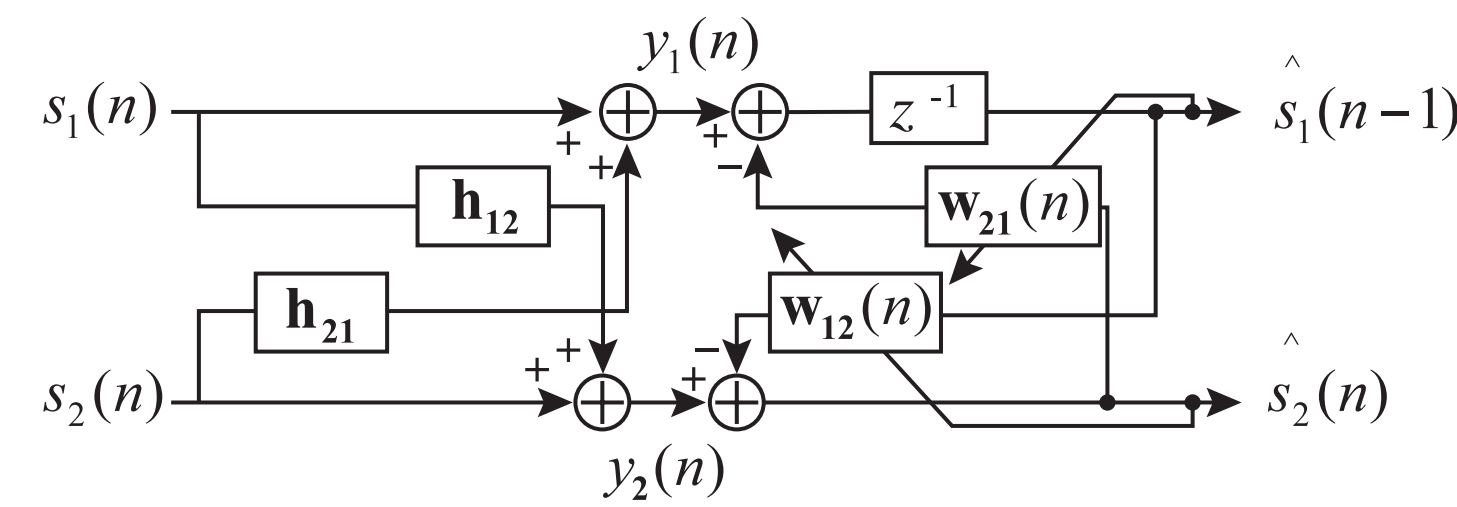 y₁(n)
s₁(n)
z⁻¹
ŝ₁(n−1)
+
+
+
−
h₁₂
w₂₁(n)
h₂₁
w₁₂(n)
+
+
+
−
s₂(n)
ŝ₂(n)
y₂(n)